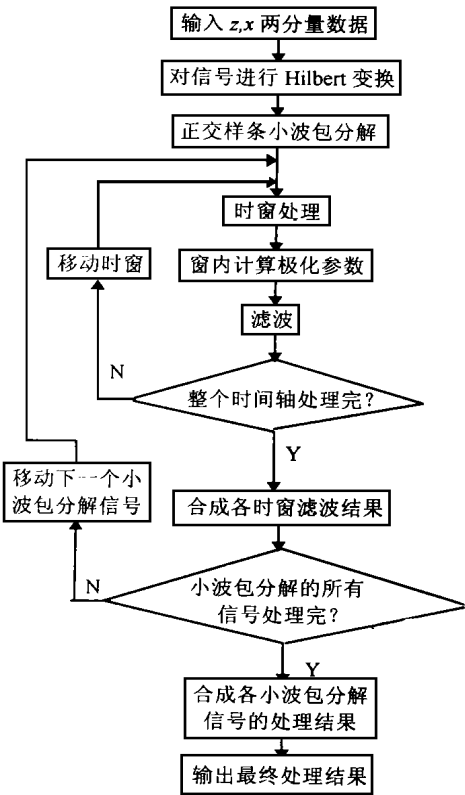 输入 z,x 两分量数据
对信号进行 Hilbert 变换
正交样条小波包分解
时窗处理
移动时窗
窗内计算极化参数
滤波
N
整个时间轴处理完?
Y
移动下一个小
波包分解信号
合成各时窗滤波结果
N
小波包分解的所有
信号处理完?
Y
合成各小波包分解
信号的处理结果
输出最终处理结果